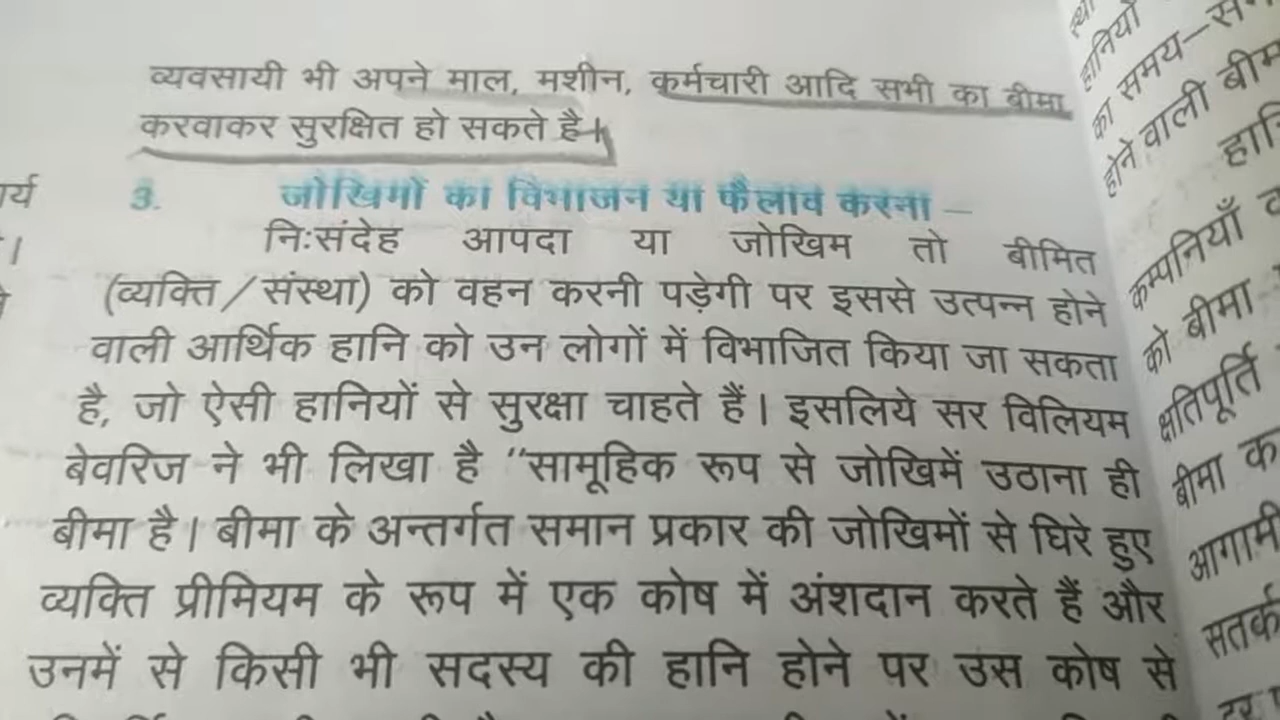 व्यवसायी भी अपने माल, मशीन, कर्मचारी आदि सभी का बीमा
करवाकर सुरक्षित हो सकते है।
3. जोखिमों का विभाजन या फैलाव करना –
निःसंदेह आपदा या जोखिम तो बीमित
(व्यक्ति/संस्था) को वहन करनी पड़ेगी पर इससे उत्पन्न होने
वाली आर्थिक हानि को उन लोगों में विभाजित किया जा सकता
है, जो ऐसी हानियों से सुरक्षा चाहते हैं। इसलिये सर विलियम
बेवरिज ने भी लिखा है "सामूहिक रूप से जोखिमें उठाना ही
बीमा है। बीमा के अन्तर्गत समान प्रकार की जोखिमों से घिरे हुए
व्यक्ति प्रीमियम के रूप में एक कोष में अंशदान करते हैं और
उनमें से किसी भी सदस्य की हानि होने पर उस कोष से
हानियों
का समय–
होने वाली बीम
हानि
कम्पनियाँ
को बीमा
क्षतिपूर्ति
बीमा क
आगामी
सतर्क